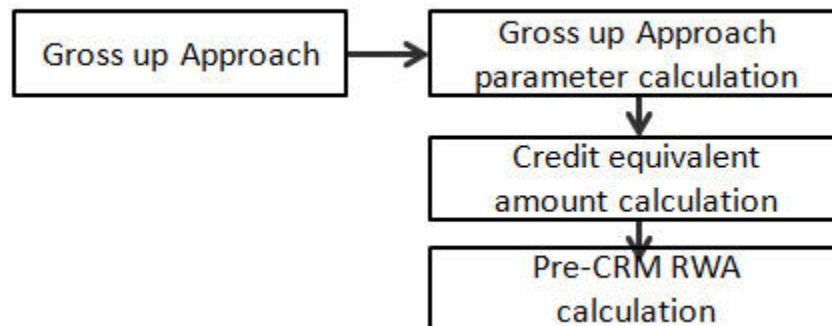 Gross up Approach
Gross up Approach
parameter calculation
Credit equivalent
amount calculation
Pre-CRM RWA
calculation